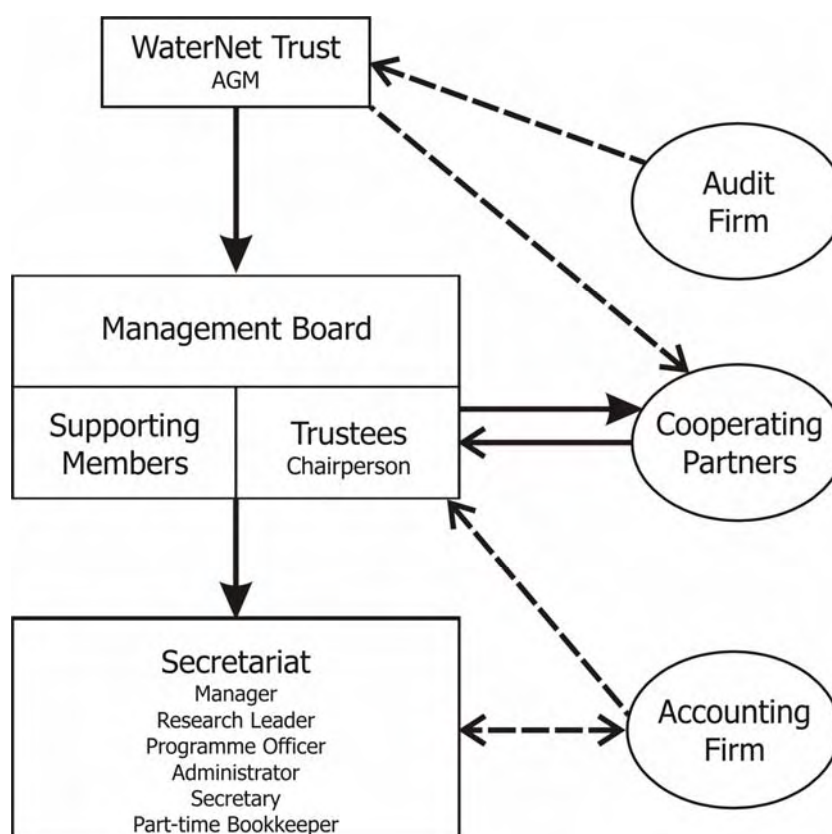 WaterNet Trust
AGM
Audit
Firm
Management Board
Supporting
Members
Trustees
Chairperson
Cooperating
Partners
Secretariat
Manager
Research Leader
Programme Officer
Administrator
Secretary
Part-time Bookkeeper
Accounting
Firm